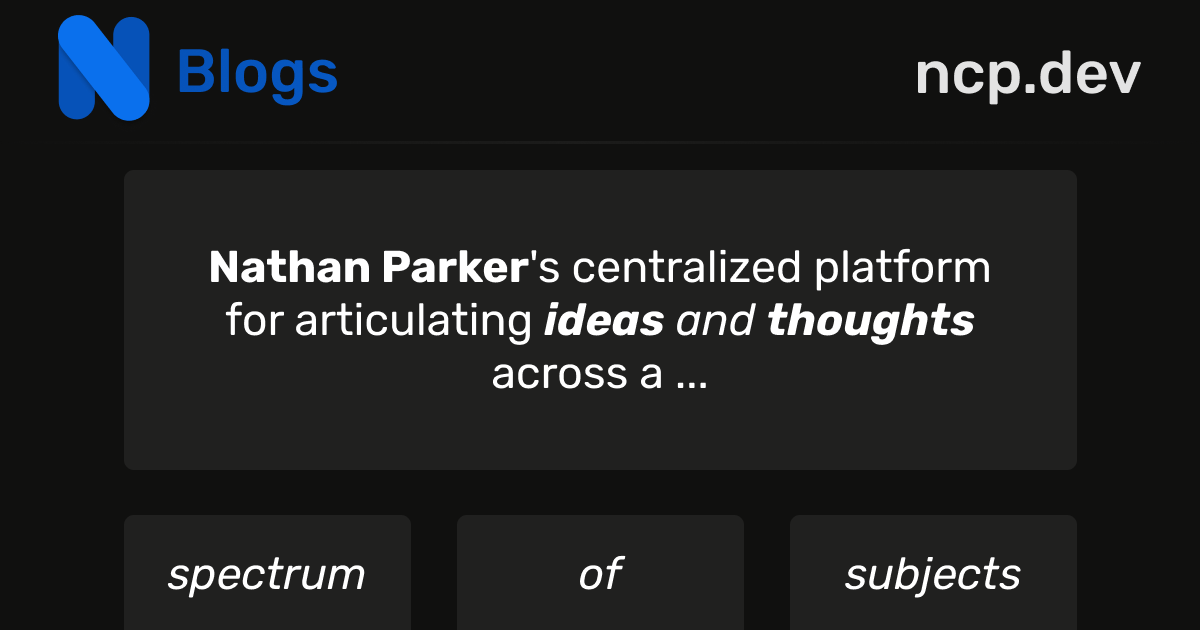 Blogs
ncp.dev
Nathan Parker's centralized platform
for articulating ideas and thoughts
across a ...
spectrum
of
subjects